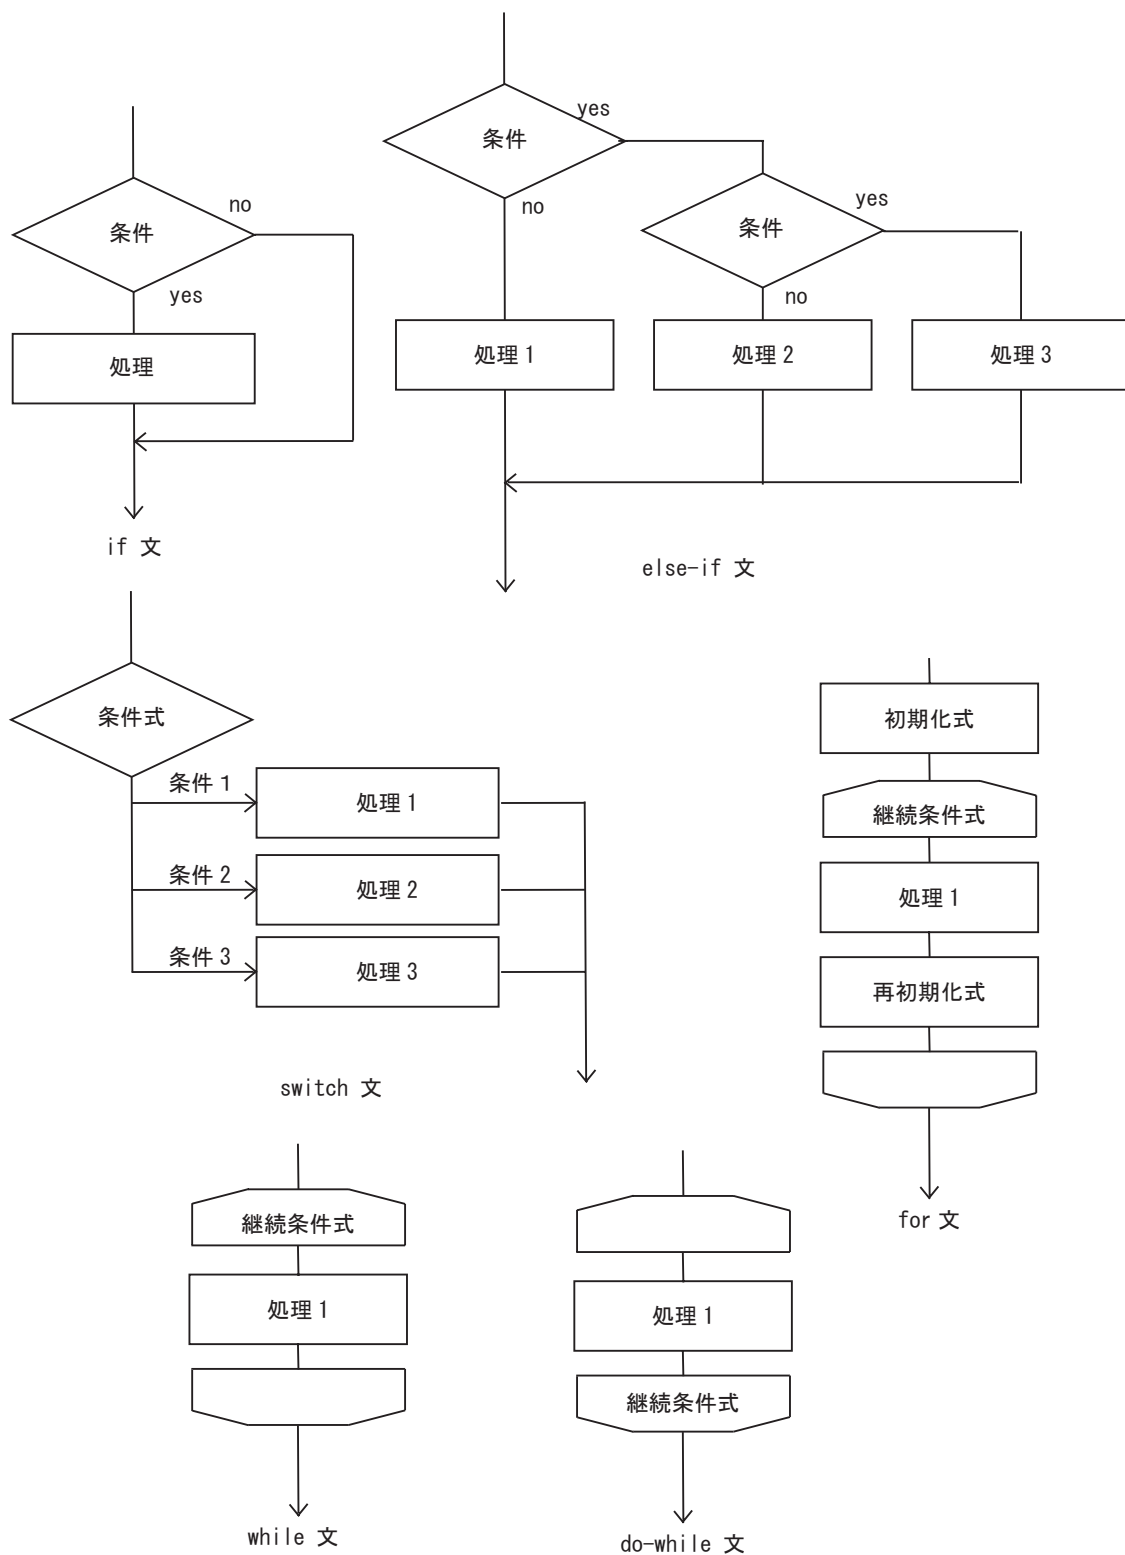 条件
no
yes
処理
if 文
条件
yes
no
条件
yes
no
処理１
処理２
処理３
else-if 文
条件式
条件１
処理１
条件２
処理２
条件３
処理３
switch 文
初期化式
継続条件式
処理１
再初期化式
for 文
継続条件式
処理１
while 文
処理１
継続条件式
do-while 文